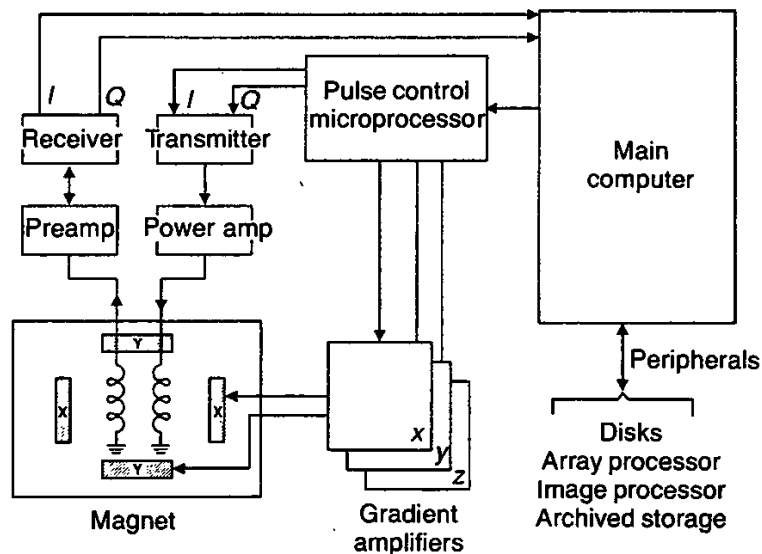 I
Q
Receiver
I
Q
Transmitter
Pulse control
microprocessor
Main
computer
Preamp
Power amp
Y
X
X
Y
x
y
z
Magnet
Gradient
amplifiers
Peripherals
Disks
Array processor
Image processor
Archived storage